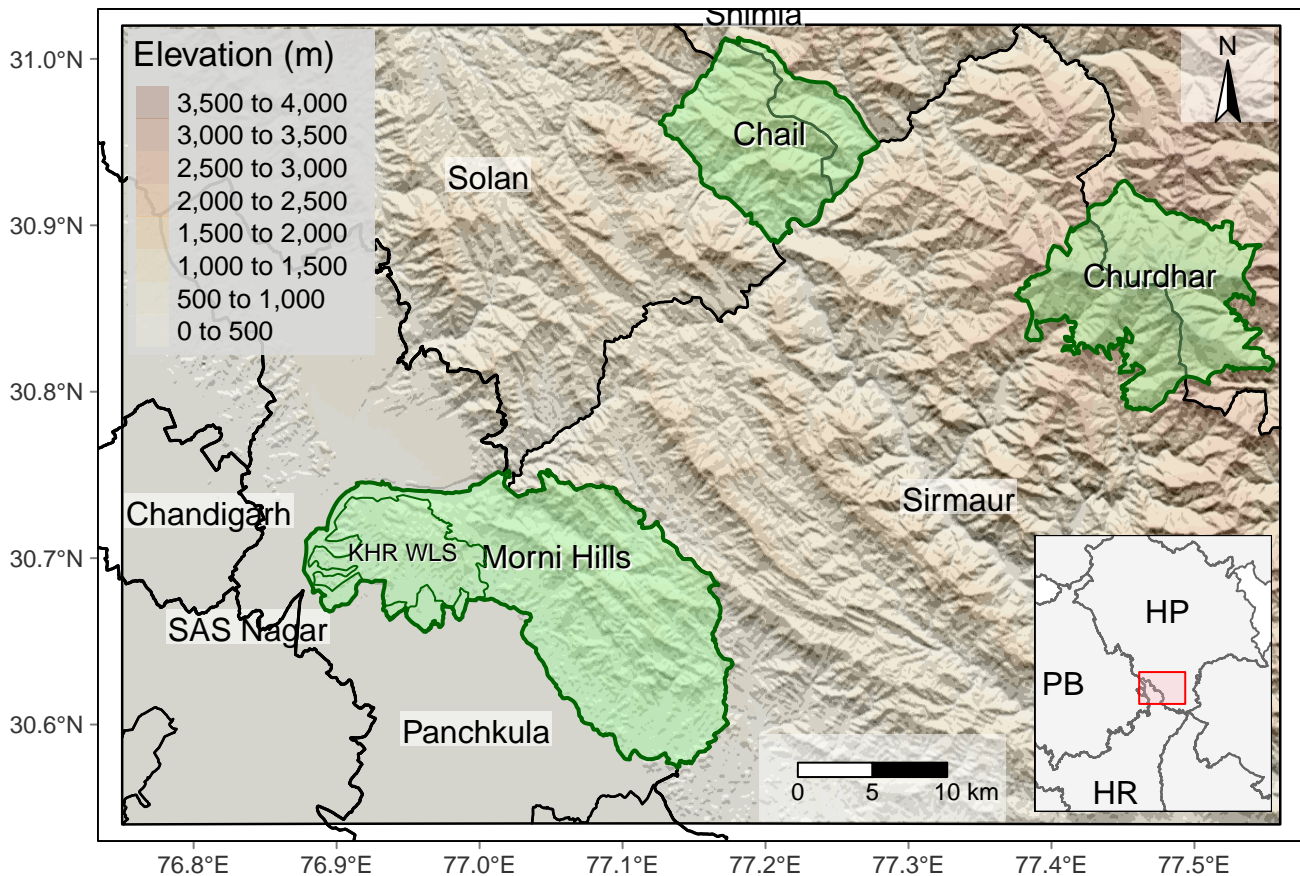 Shimla
31.0°N
30.9°N
30.8°N
30.7°N
30.6°N
Elevation (m)
3,500 to 4,000
3,000 to 3,500
2,500 to 3,000
2,000 to 2,500
1,500 to 2,000
1,000 to 1,500
500 to 1,000
0 to 500
N
Chail
Solan
Churdhar
Sirmaur
Chandigarh
KHR WLS
Morni Hills
SAS Nagar
Panchkula
0 5 10 km
HP
PB
HR
76.8°E 76.9°E 77.0°E 77.1°E 77.2°E 77.3°E 77.4°E 77.5°E